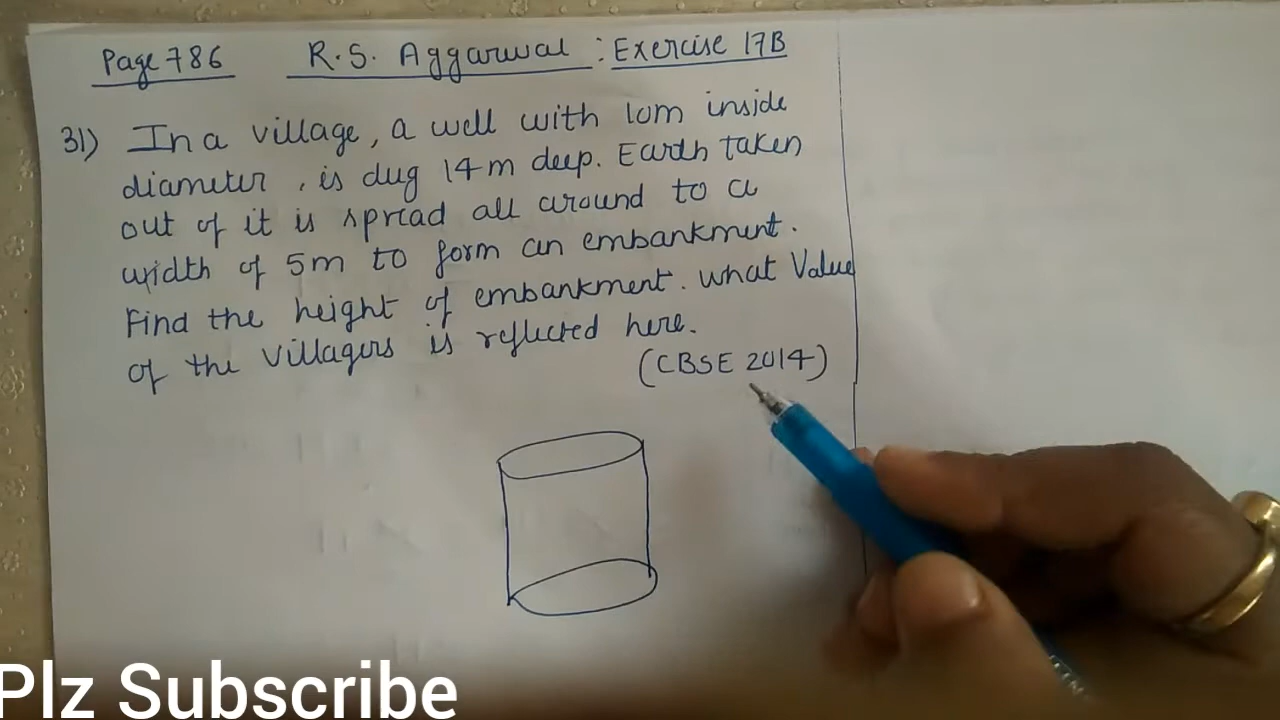 Page 786 R.S. Aggarwal : Exercise 17B
31) In a village, a well with 10m inside
diameter, is dug 14m deep. Earth taken
out of it is spread all around to a
width of 5m to form an embankment.
Find the height of embankment. What Value
of the villagers is reflected here.
(CBSE 2014)
Plz Subscribe